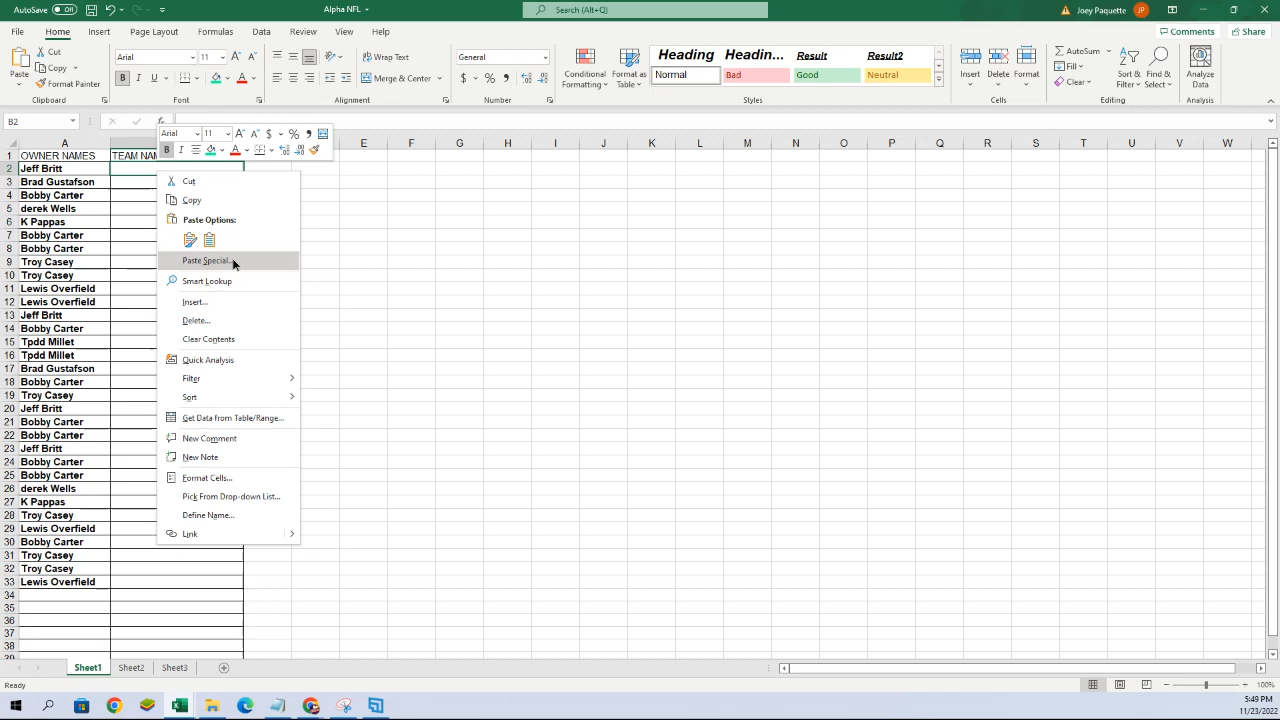 AutoSave Off Alpha NFL Search (Alt+Q) Joey Paquette JP
File Home Insert Page Layout Formulas Data Review View Help Comments Share
Cut
Copy
Format Painter
Paste
Clipboard
Arial 11
B I U
Font
Wrap Text
Merge & Center
Alignment
General
$ % ,
Number
Conditional Formatting
Format as Table
Heading Headin... Result Result2
Normal Bad Good Neutral
Styles
Insert Delete Format
Cells
AutoSum
Fill
Clear
Sort & Filter
Find & Select
Editing
Analyze Data
Analysis
B2
Arial 11 $ % ,
B I
A E F G H I J K L M N O P Q R S T U V W
1 OWNER NAMES TEAM NAM
2 Jeff Britt
3 Brad Gustafson
4 Bobby Carter
5 derek Wells
6 K Pappas
7 Bobby Carter
8 Bobby Carter
9 Troy Casey
10 Troy Casey
11 Lewis Overfield
12 Lewis Overfield
13 Jeff Britt
14 Bobby Carter
15 Tpdd Millet
16 Tpdd Millet
17 Brad Gustafson
18 Bobby Carter
19 Troy Casey
20 Jeff Britt
21 Bobby Carter
22 Bobby Carter
23 Jeff Britt
24 Bobby Carter
25 Bobby Carter
26 derek Wells
27 K Pappas
28 Troy Casey
29 Lewis Overfield
30 Bobby Carter
31 Troy Casey
32 Troy Casey
33 Lewis Overfield
34
35
36
37
38
39
Cut
Copy
Paste Options:
Paste Special...
Smart Lookup
Insert...
Delete...
Clear Contents
Quick Analysis
Filter
Sort
Get Data from Table/Range...
New Comment
New Note
Format Cells...
Pick From Drop-down List...
Define Name...
Link
Sheet1 Sheet2 Sheet3
Ready 100%
5:49 PM
11/23/2022